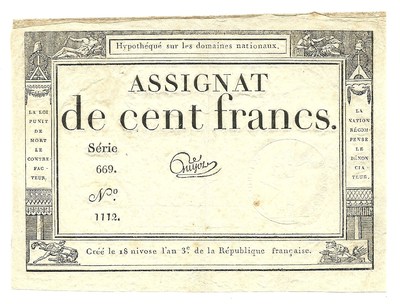 Hypothéqué sur les domaines nationaux.
ASSIGNAT
de cent francs.
Série
669.
N.º
1112.
LA LOI
PUNIT
DE
MORT
LE
CONTRE
FAC-
TEUR.
LA
NATION
RÉCOM-
PENSE
LE
DÉNON-
CIA-
TEUR.
Créé le 18 nivose l'an 3.e de la République française.